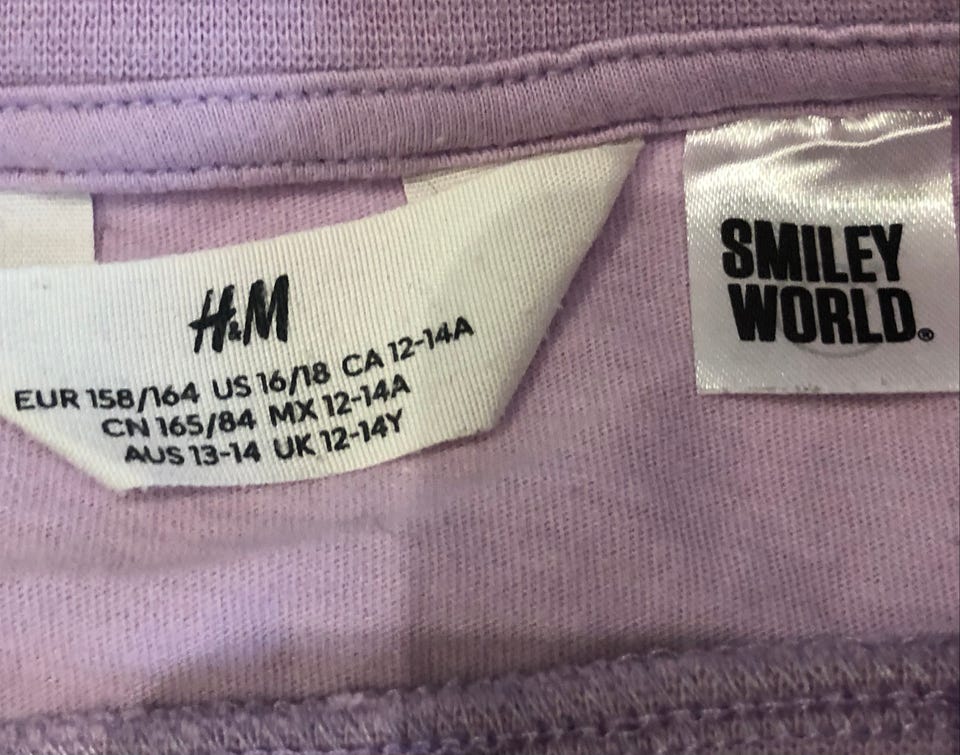 H&M
EUR 158/164 US 16/18 CA 12-14A
CN 165/84 MX 12-14A
AUS 13-14 UK 12-14Y
SMILEY
WORLD®